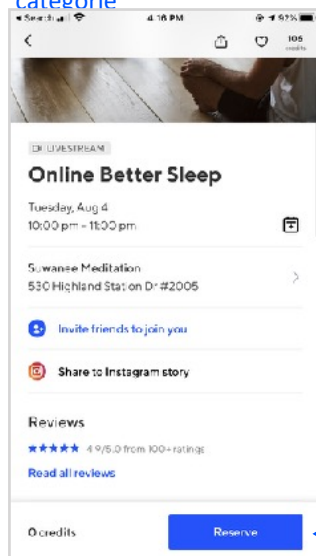 categorie
4:16 PM
92%
106
credits
LIVESTREAM
Online Better Sleep
Tuesday, Aug 4
10:00 pm - 11:00 pm
Suwanee Meditation
530 Highland Station Dr #2005
Invite friends to join you
Share to Instagram story
Reviews
★★★★★ 4.9/5.0 from 100+ ratings
Read all reviews
0 credits
Reserve